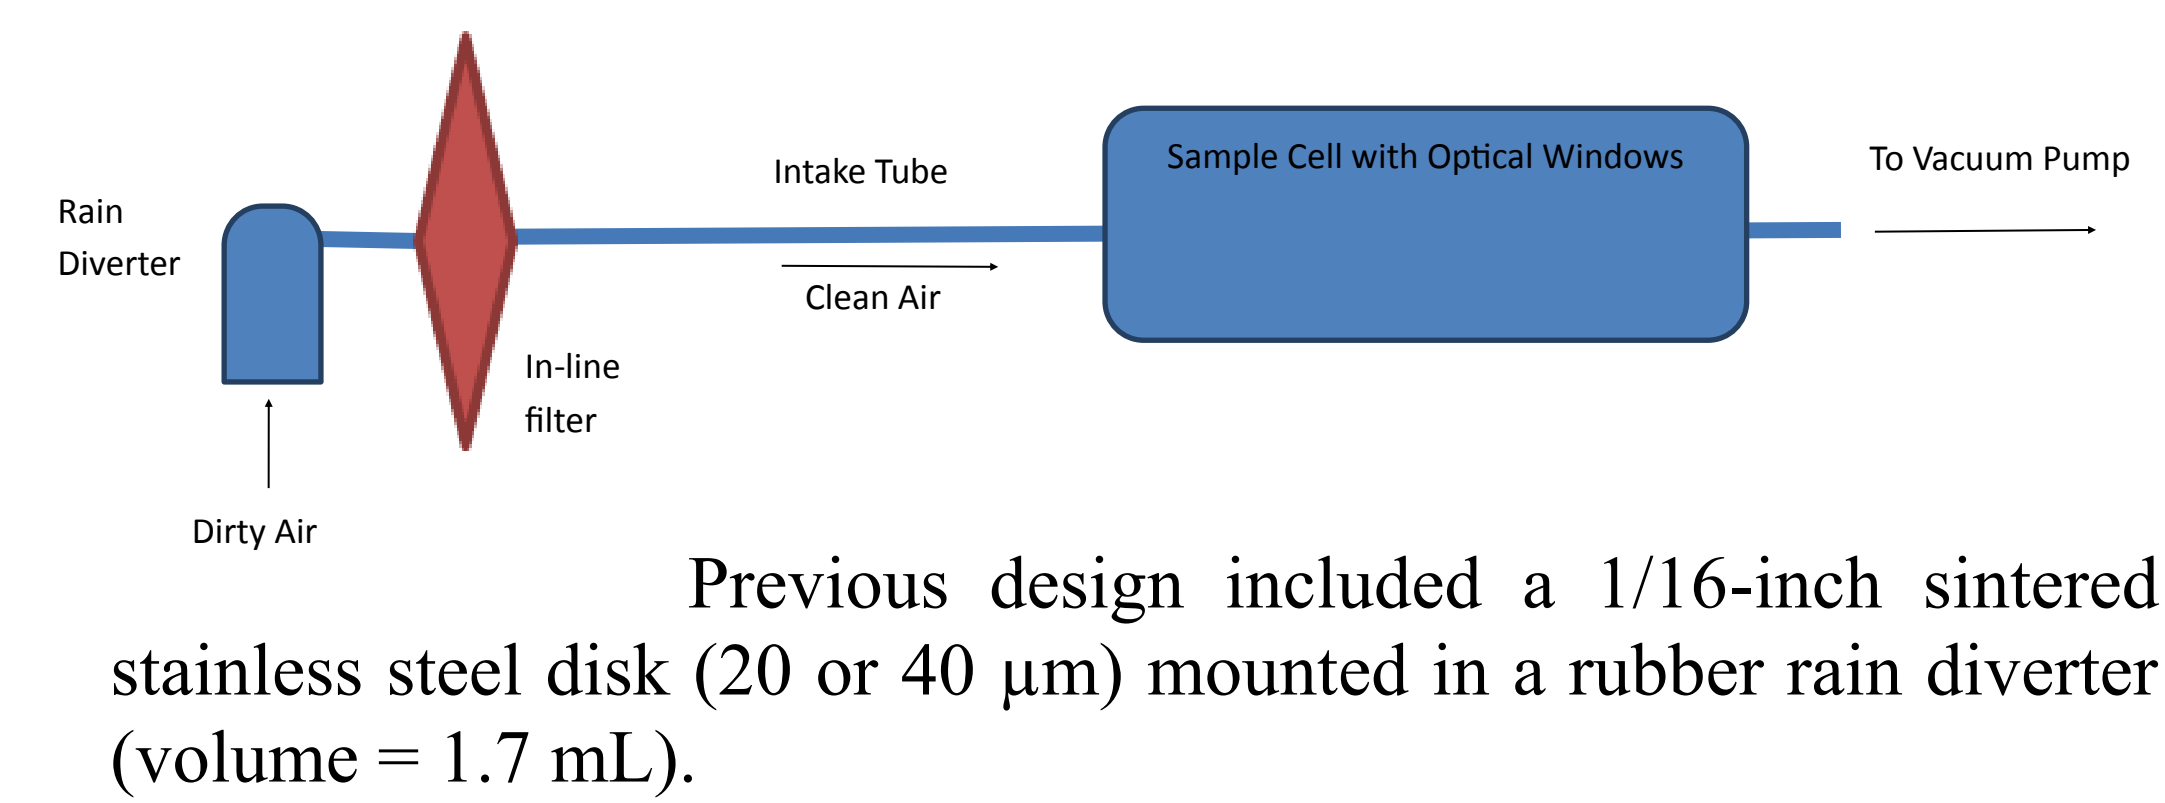 Rain
Diverter
Dirty Air
In-line
filter
Intake Tube
Clean Air
Sample Cell with Optical Windows
To Vacuum Pump
Previous design included a 1/16-inch sintered
stainless steel disk (20 or 40 µm) mounted in a rubber rain diverter
(volume = 1.7 mL).